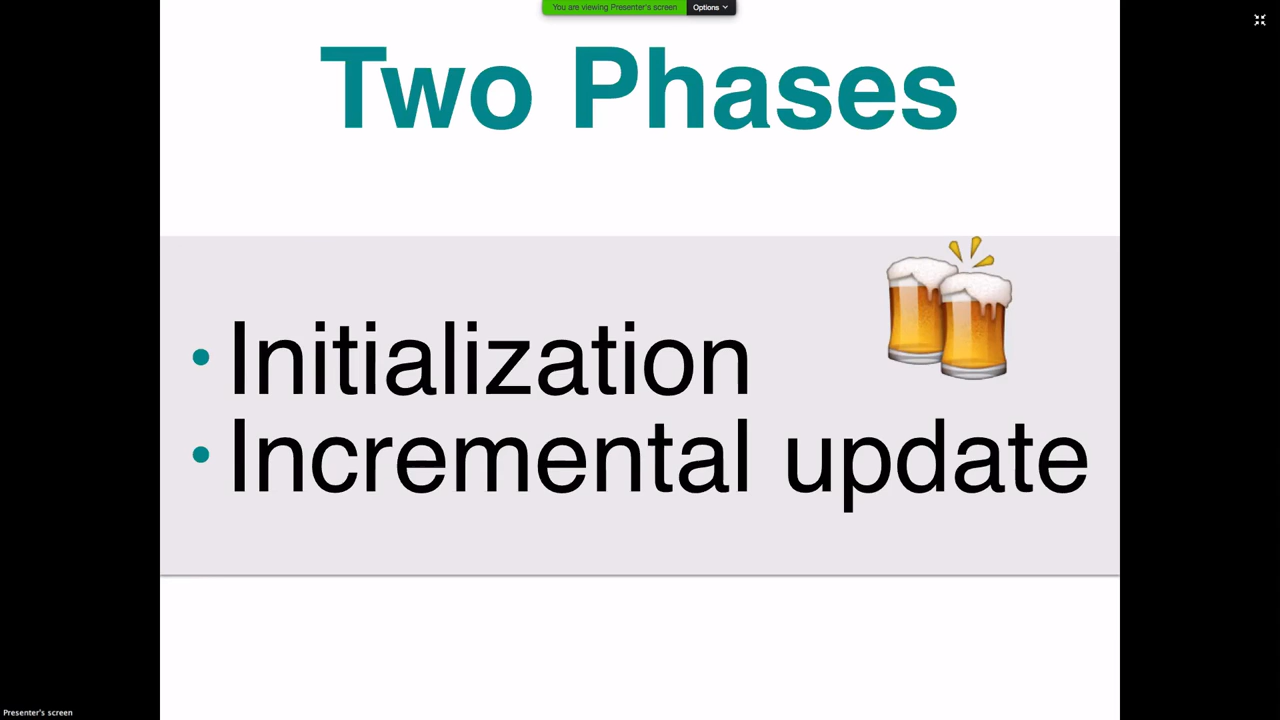 You are viewing Presenter's screen Options
Two Phases
• Initialization
• Incremental update
Presenter's screen